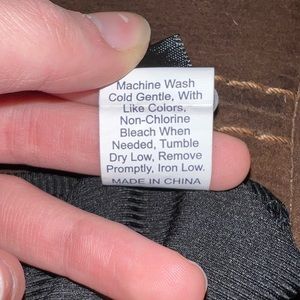 Machine Wash
Cold Gentle, With
Like Colors,
Non-Chlorine
Bleach When
Needed, Tumble
Dry Low, Remove
Promptly, Iron Low.
MADE IN CHINA